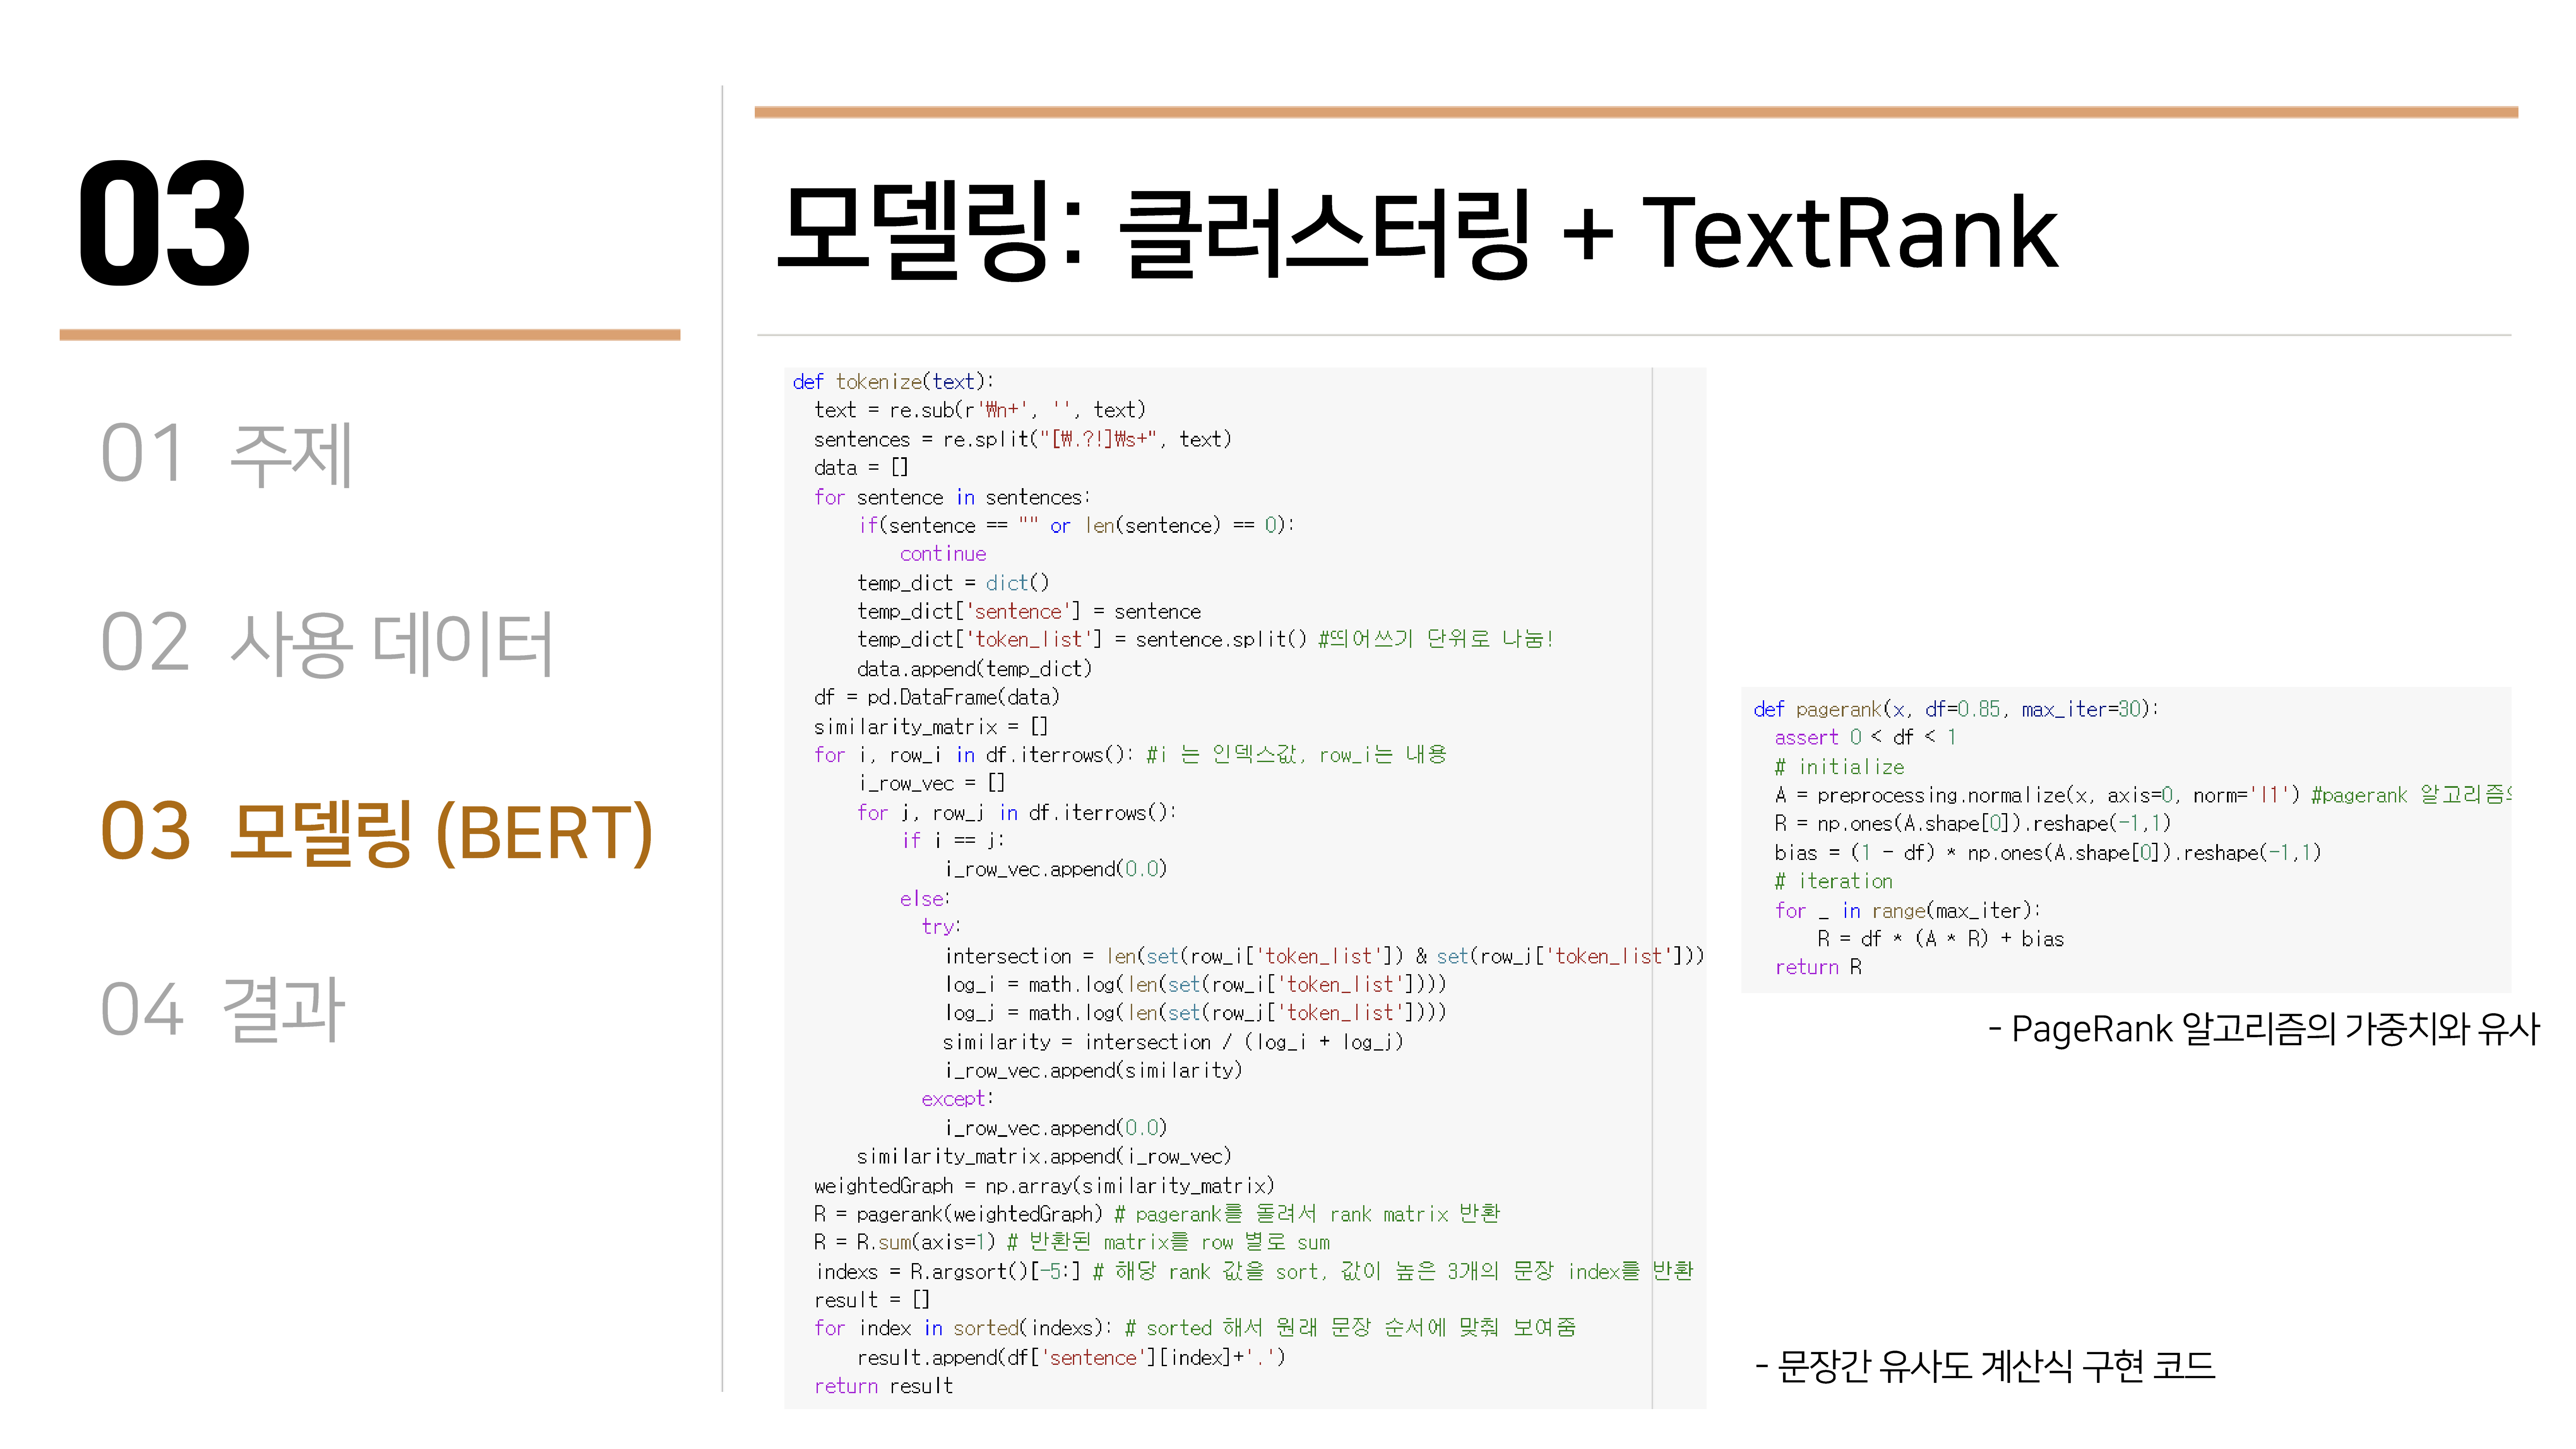 03
01 주제
02 사용 데이터
03 모델링 (BERT)
04 결과
모델링: 클러스터링 + TextRank
def tokenize(text):
  text = re.sub(r'₩n+', '', text)
  sentences = re.split("[₩.?!]₩s+", text)
  data = []
  for sentence in sentences:
      if(sentence == "" or len(sentence) == 0):
          continue
      temp_dict = dict()
      temp_dict['sentence'] = sentence
      temp_dict['token_list'] = sentence.split() #띄어쓰기 단위로 나눔!
      data.append(temp_dict)
  df = pd.DataFrame(data)
  similarity_matrix = []
  for i, row_i in df.iterrows(): #i 는 인덱스값, row_i는 내용
      i_row_vec = []
      for j, row_j in df.iterrows():
          if i == j:
              i_row_vec.append(0.0)
          else:
            try:
              intersection = len(set(row_i['token_list']) & set(row_j['token_list']))
              log_i = math.log(len(set(row_i['token_list'])))
              log_j = math.log(len(set(row_j['token_list'])))
              similarity = intersection / (log_i + log_j)
              i_row_vec.append(similarity)
            except:
              i_row_vec.append(0.0)
      similarity_matrix.append(i_row_vec)
  weightedGraph = np.array(similarity_matrix)
  R = pagerank(weightedGraph) # pagerank를 돌려서 rank matrix 반환
  R = R.sum(axis=1) # 반환된 matrix를 row 별로 sum
  indexs = R.argsort()[-5:] # 해당 rank 값을 sort, 값이 높은 3개의 문장 index를 반환
  result = []
  for index in sorted(indexs): # sorted 해서 원래 문장 순서에 맞춰 보여줌
      result.append(df['sentence'][index]+'.')
  return result
def pagerank(x, df=0.85, max_iter=30):
  assert 0 < df < 1
  # initialize
  A = preprocessing.normalize(x, axis=0, norm='l1') #pagerank 알고리즘
  R = np.ones(A.shape[0]).reshape(-1,1)
  bias = (1 - df) * np.ones(A.shape[0]).reshape(-1,1)
  # iteration
  for _ in range(max_iter):
      R = df * (A * R) + bias
  return R
- PageRank 알고리즘의 가중치와 유사
- 문장간 유사도 계산식 구현 코드